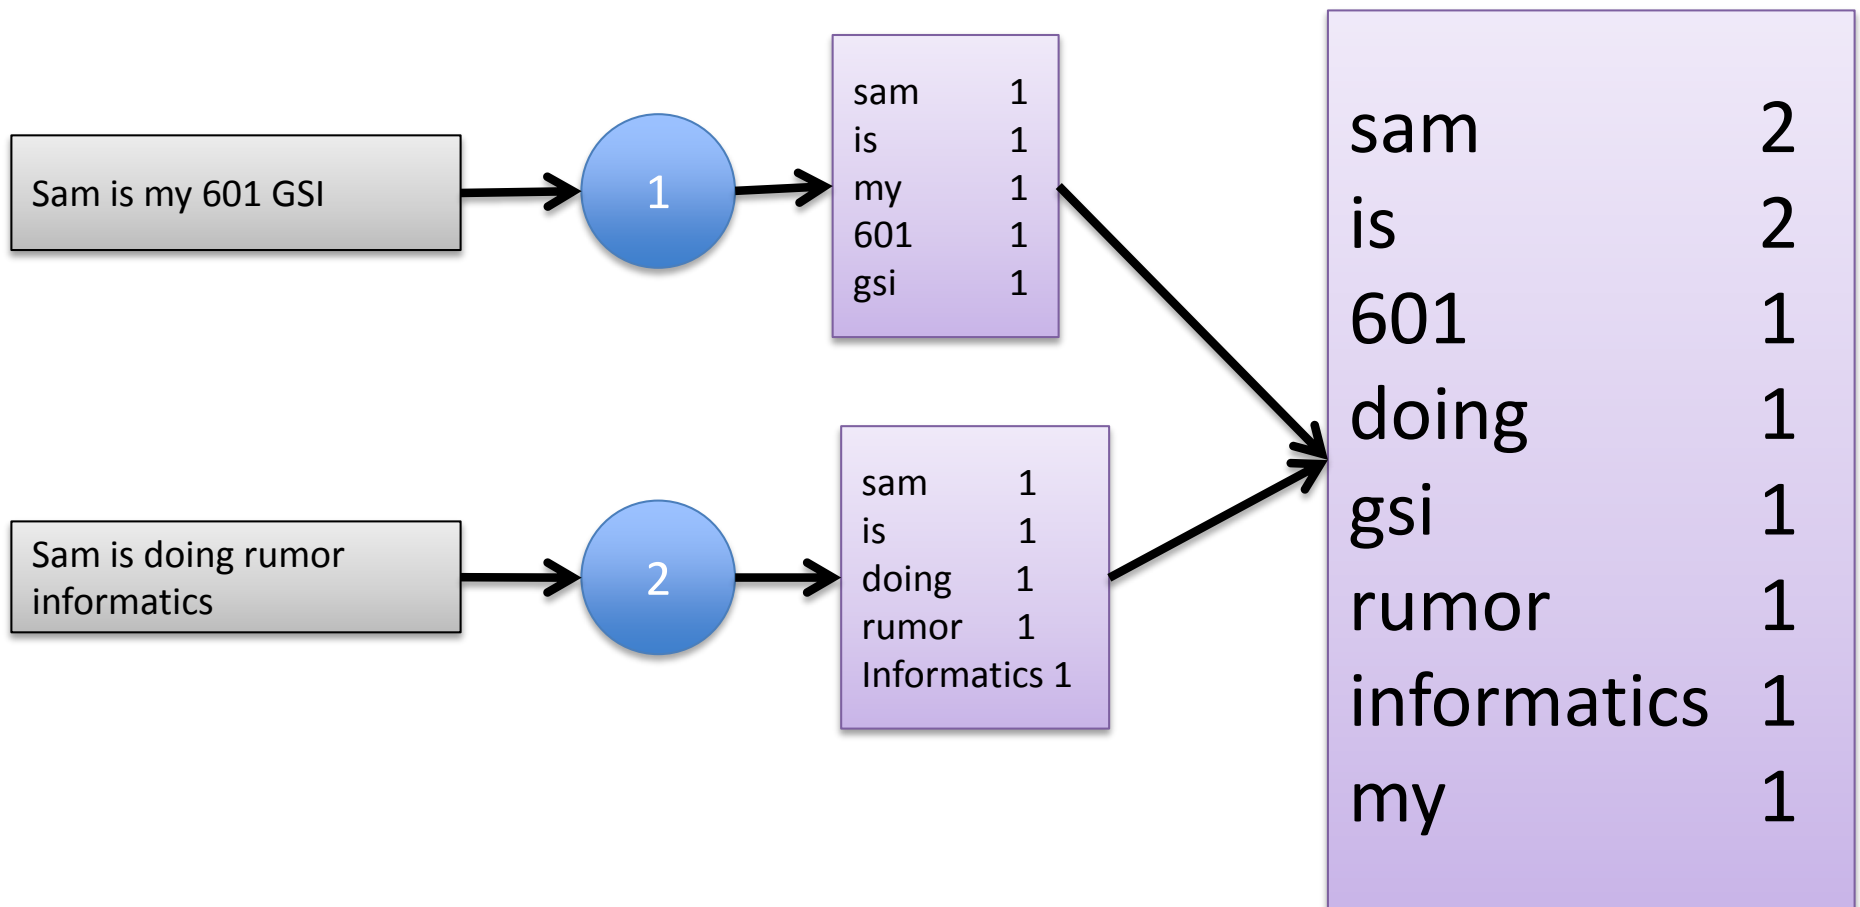 Sam is my 601 GSI
1
sam 1
is 1
my 1
601 1
gsi 1
Sam is doing rumor
informatics
2
sam 1
is 1
doing 1
rumor 1
Informatics 1
sam 2
is 2
601 1
doing 1
gsi 1
rumor 1
informatics 1
my 1